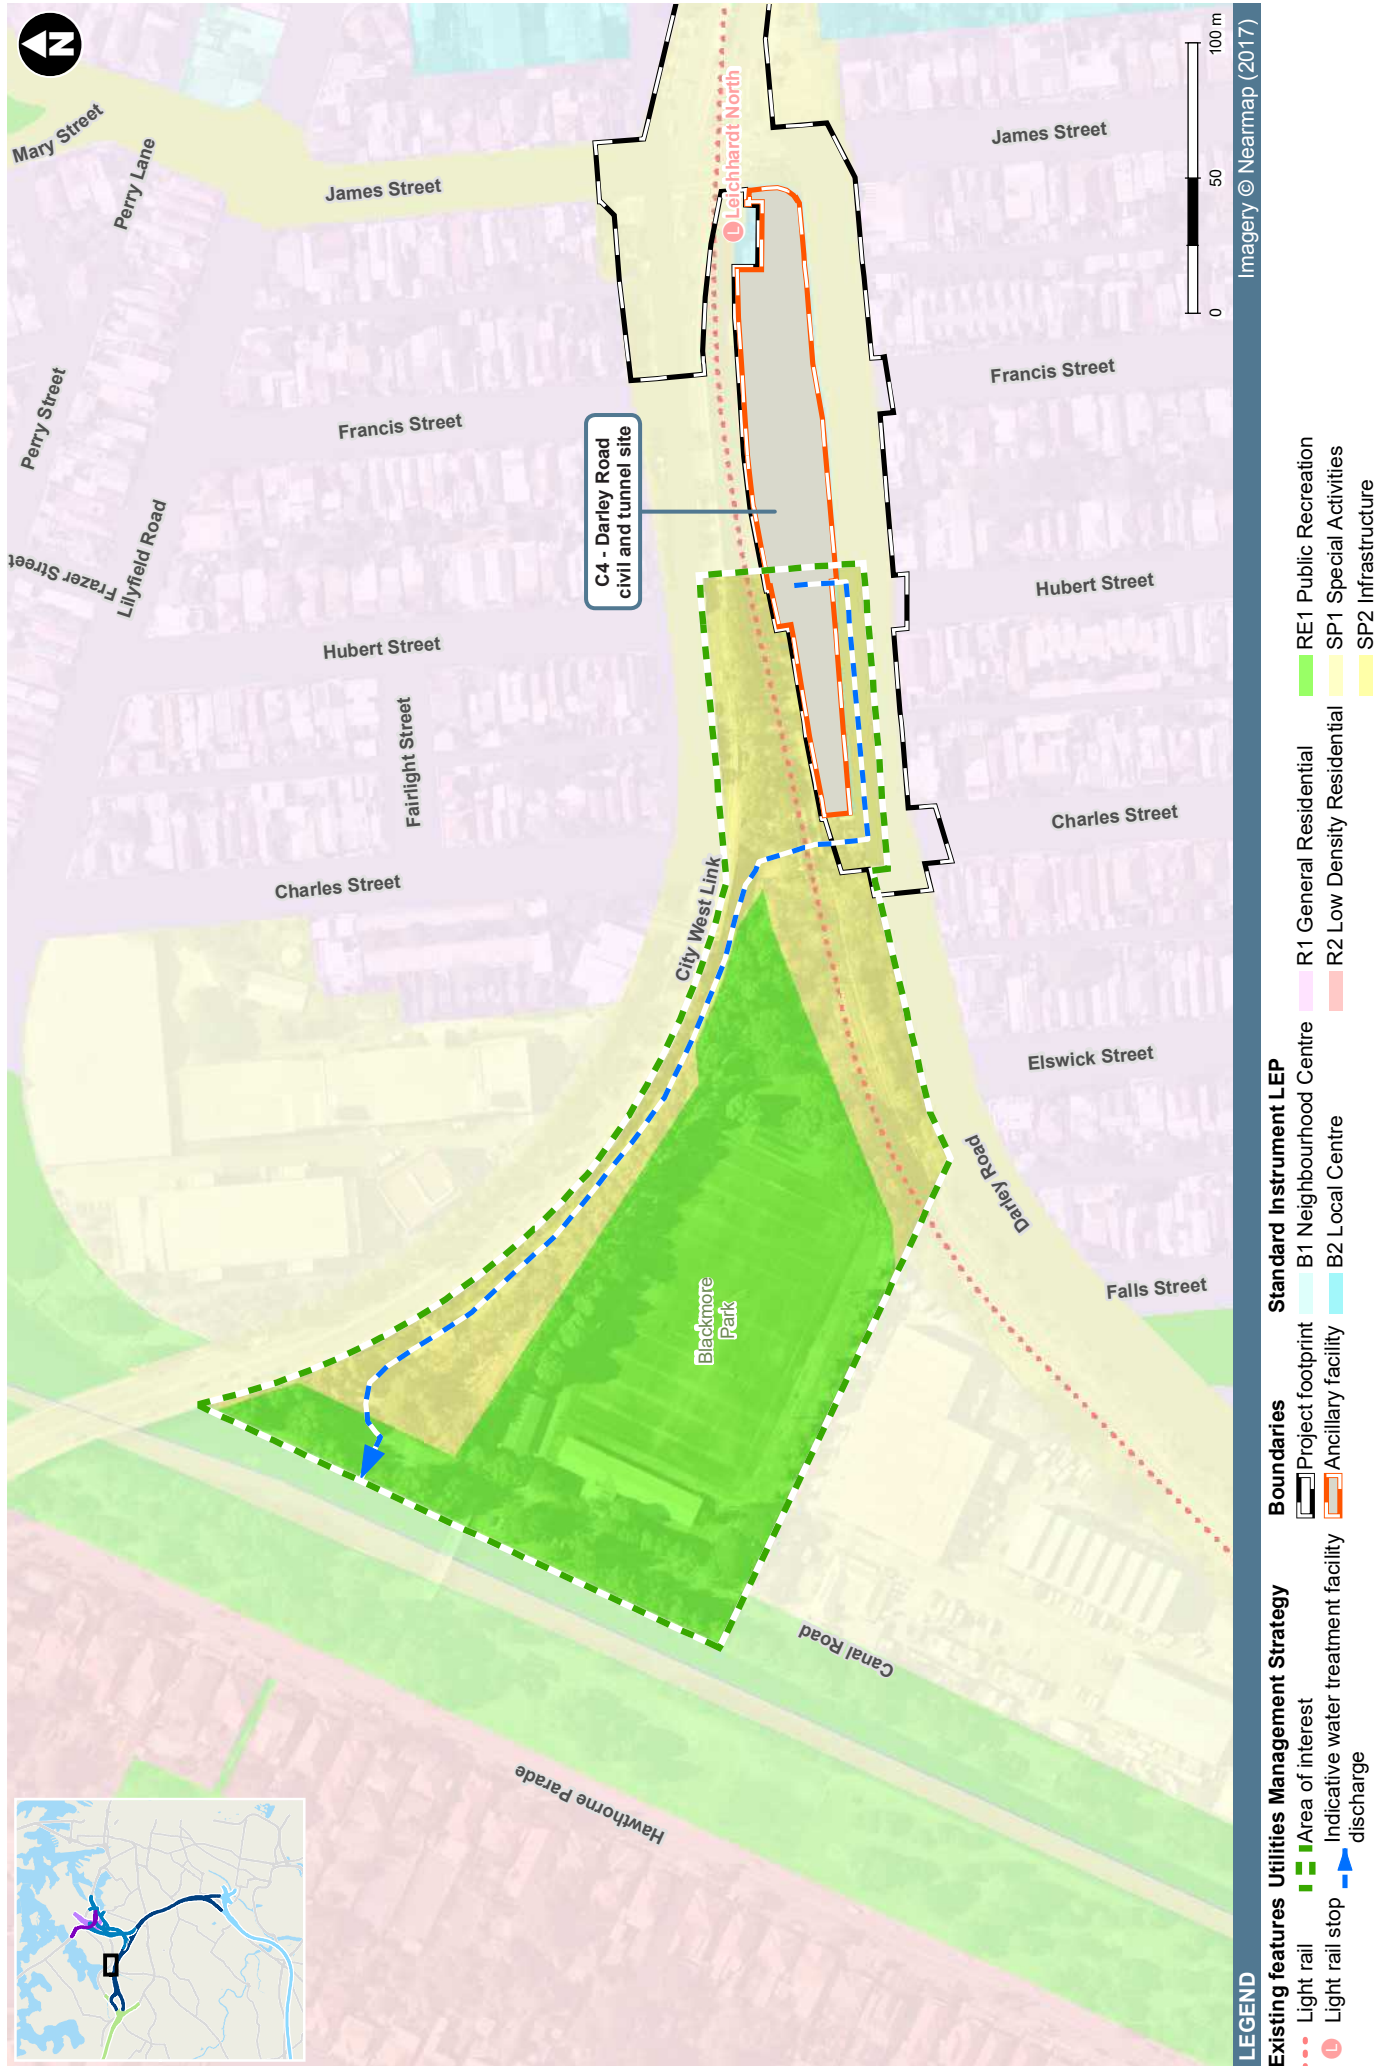 N
Mary Street
Perry Lane
James Street
Perry Street
Frazer Street
Lilyfield Road
Francis Street
Hubert Street
Fairlight Street
Charles Street
City West Link
L Leichhardt North
C4 - Darley Road
civil and tunnel site
James Street
Francis Street
Hubert Street
Charles Street
Elswick Street
Darley Road
Falls Street
Blackmore
Park
Canal Road
Hawthorne Parade
0 50 100 m
Imagery © Nearmap (2017)
LEGEND
Existing features
Light rail
L Light rail stop
Utilities Management Strategy
Area of interest
Indicative water treatment facility
discharge
Boundaries
Project footprint
Ancillary facility
Standard Instrument LEP
B1 Neighbourhood Centre
B2 Local Centre
R1 General Residential
R2 Low Density Residential
RE1 Public Recreation
SP1 Special Activities
SP2 Infrastructure